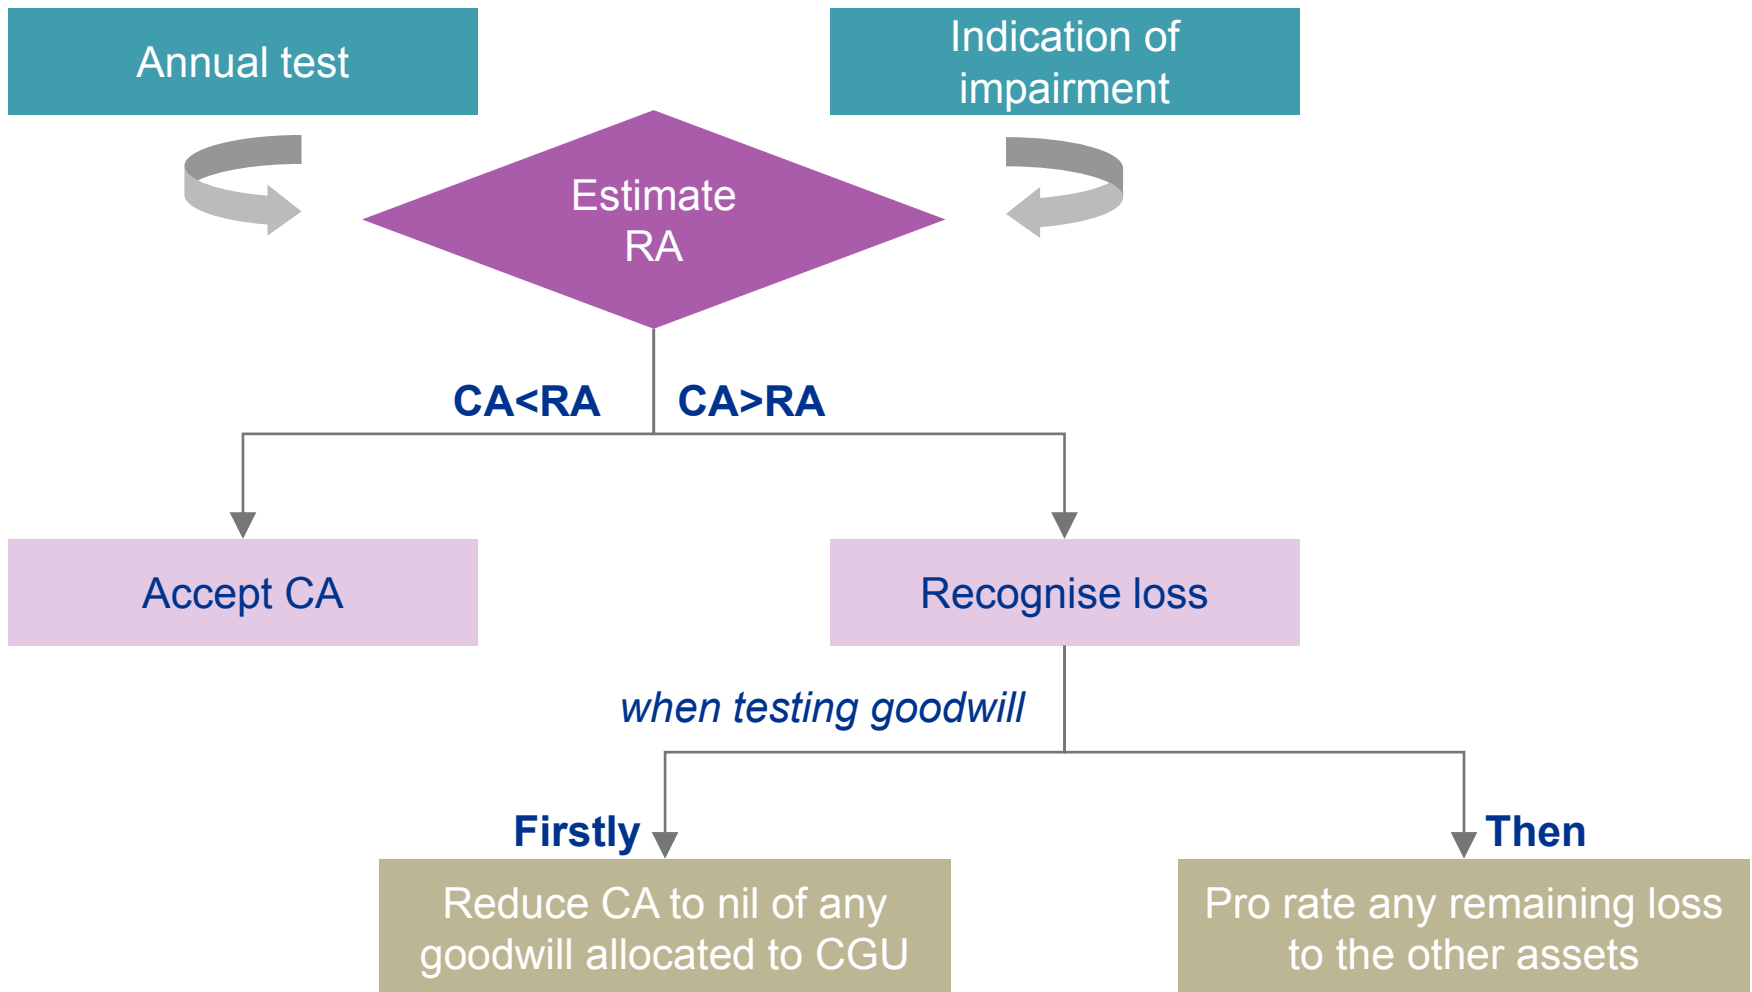 Annual test
Indication of
impairment
Estimate
RA
CA<RA
CA>RA
Accept CA
Recognise loss
when testing goodwill
Firstly
Then
Reduce CA to nil of any
goodwill allocated to CGU
Pro rate any remaining loss
to the other assets